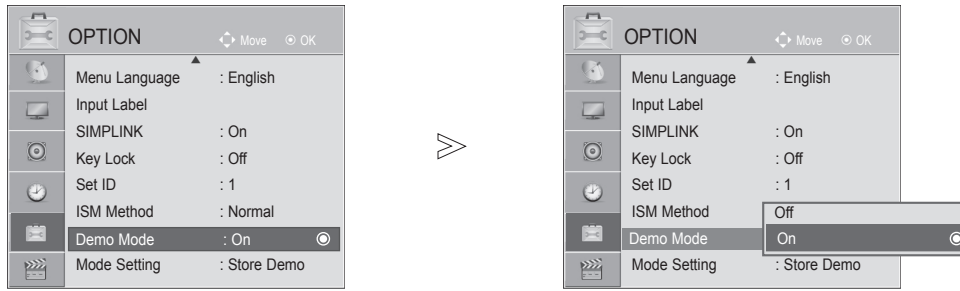 OPTION Move OK
Menu Language : English
Input Label
SIMPLINK : On
Key Lock : Off
Set ID : 1
ISM Method : Normal
Demo Mode : On
Mode Setting : Store Demo
OPTION Move OK
Menu Language : English
Input Label
SIMPLINK : On
Key Lock : Off
Set ID : 1
ISM Method
Off
Demo Mode On
Mode Setting : Store Demo